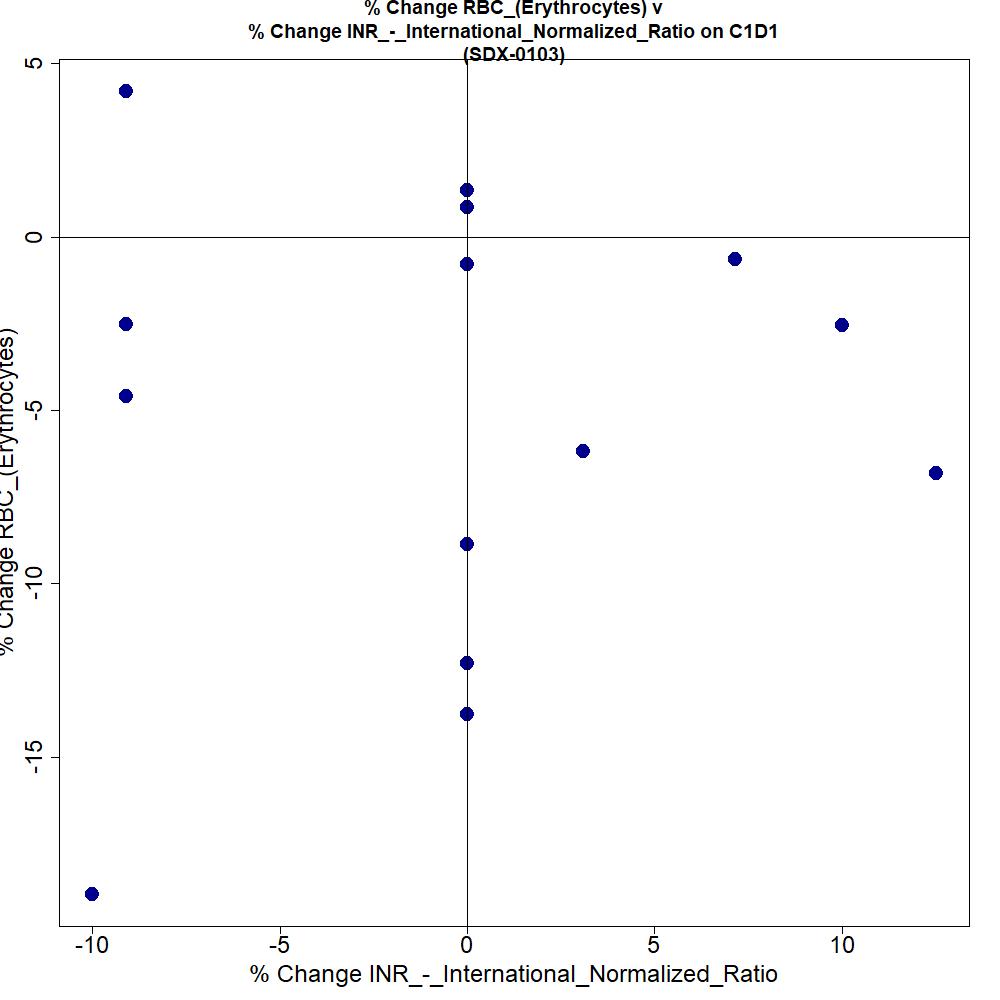 % Change RBC_(Erythrocytes) v
% Change INR_-_International_Normalized_Ratio on C1D1
(SDX-0103)
5
0
-5
-10
-15
% Change RBC_(Erythrocytes)
-10
-5
0
5
10
% Change INR_-_International_Normalized_Ratio